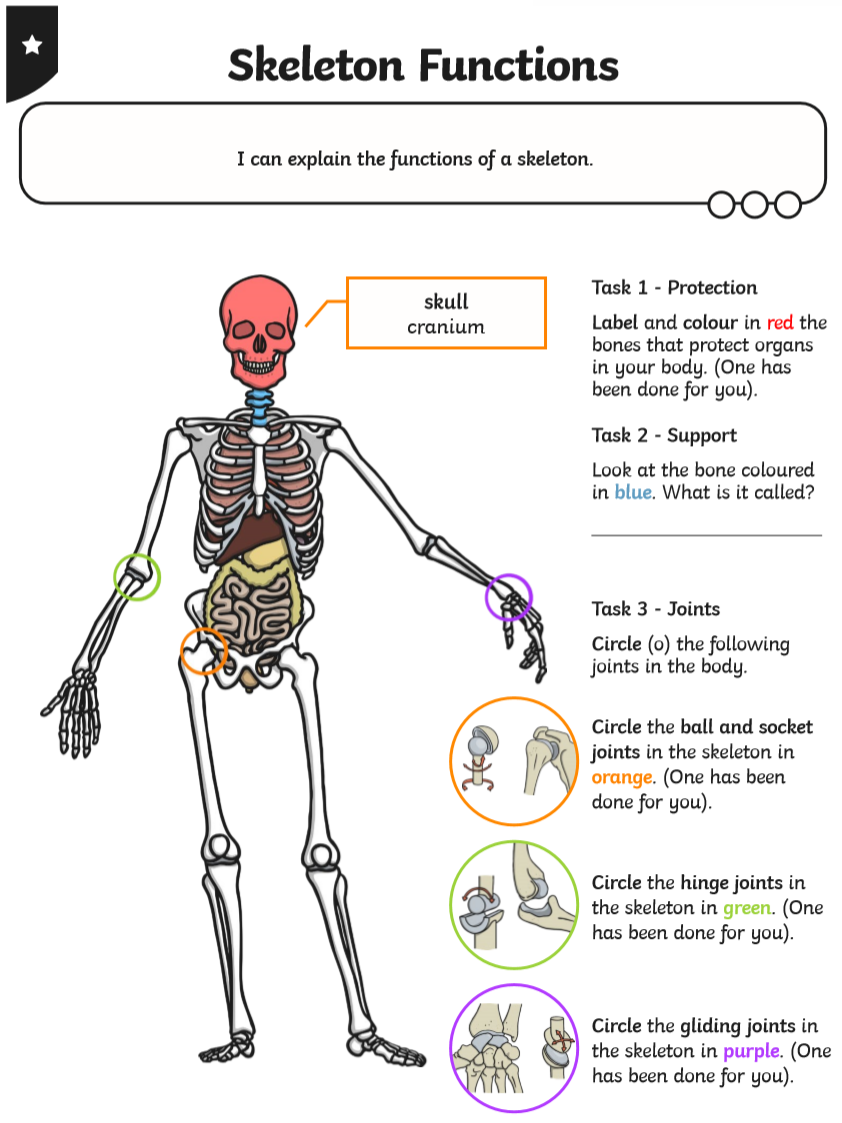 Skeleton Functions
I can explain the functions of a skeleton.
skull
cranium
Task 1 - Protection
Label and colour in red the
bones that protect organs
in your body. (One has
been done for you).
Task 2 - Support
Look at the bone coloured
in blue. What is it called?
Task 3 - Joints
Circle (o) the following
joints in the body.
Circle the ball and socket
joints in the skeleton in
orange. (One has been
done for you).
Circle the hinge joints in
the skeleton in green. (One
has been done for you).
Circle the gliding joints in
the skeleton in purple. (One
has been done for you).